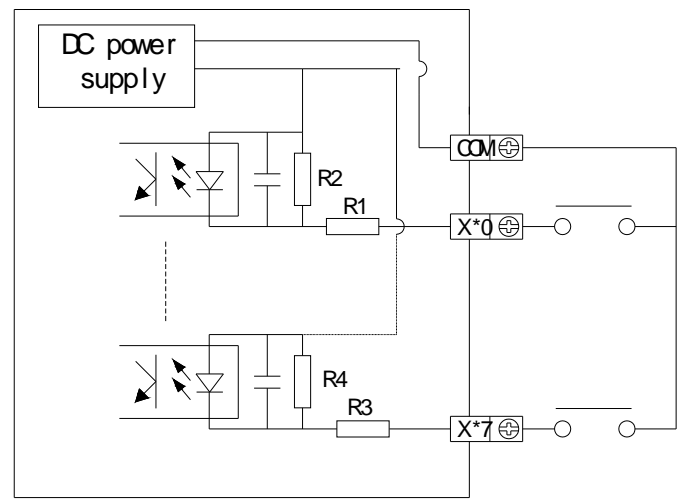 DC power
supply
COM
R2
R1
X*0
R4
R3
X*7